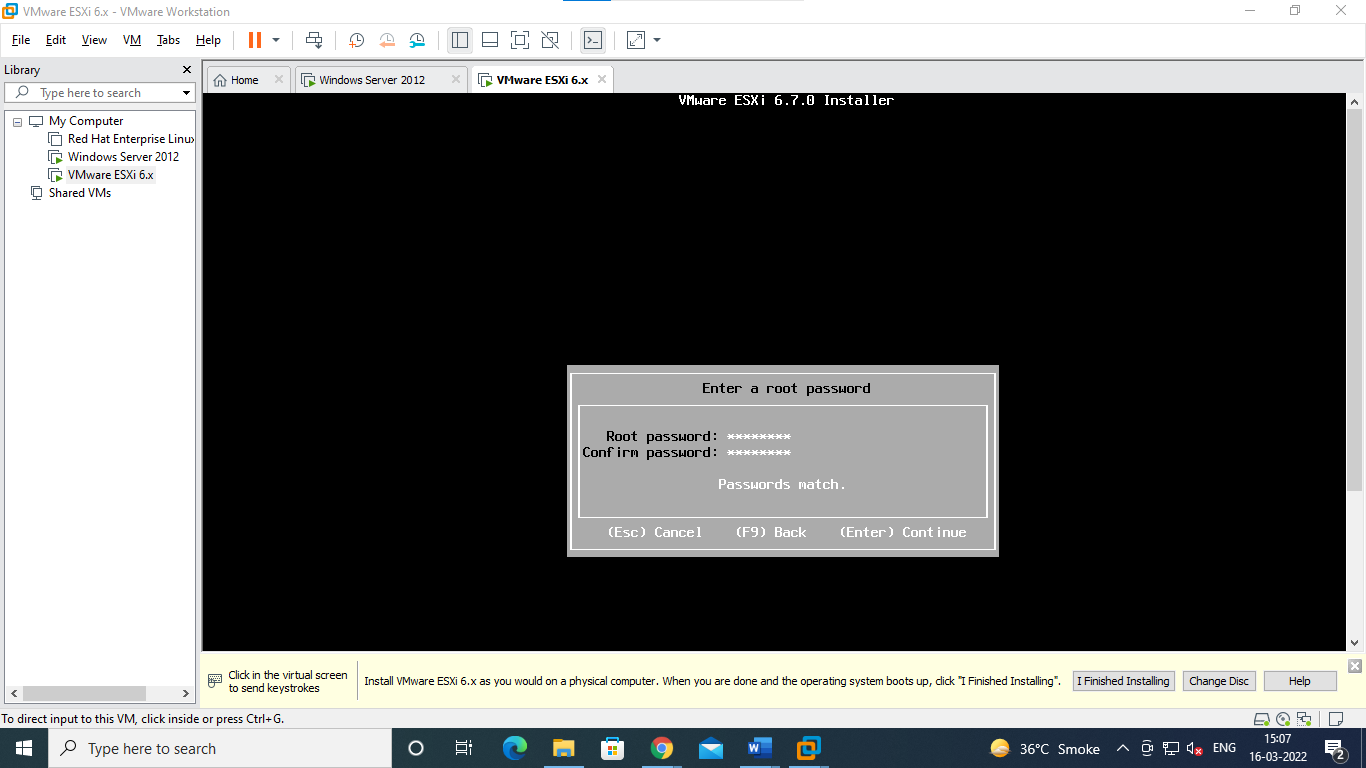 VMware ESXi 6.x - VMware Workstation
File Edit View VM Tabs Help
Library
Type here to search
My Computer
Red Hat Enterprise Linux
Windows Server 2012
VMware ESXi 6.x
Shared VMs
Home Windows Server 2012 VMware ESXi 6.x
VMware ESXi 6.7.0 Installer
Enter a root password
Root password: ********
Confirm password: ********
Passwords match.
(Esc) Cancel (F9) Back (Enter) Continue
Click in the virtual screen
to send keystrokes
Install VMware ESXi 6.x as you would on a physical computer. When you are done and the operating system boots up, click "I Finished Installing".
I Finished Installing Change Disc Help
To direct input to this VM, click inside or press Ctrl+G.
Type here to search
36°C Smoke
ENG
15:07
16-03-2022
2